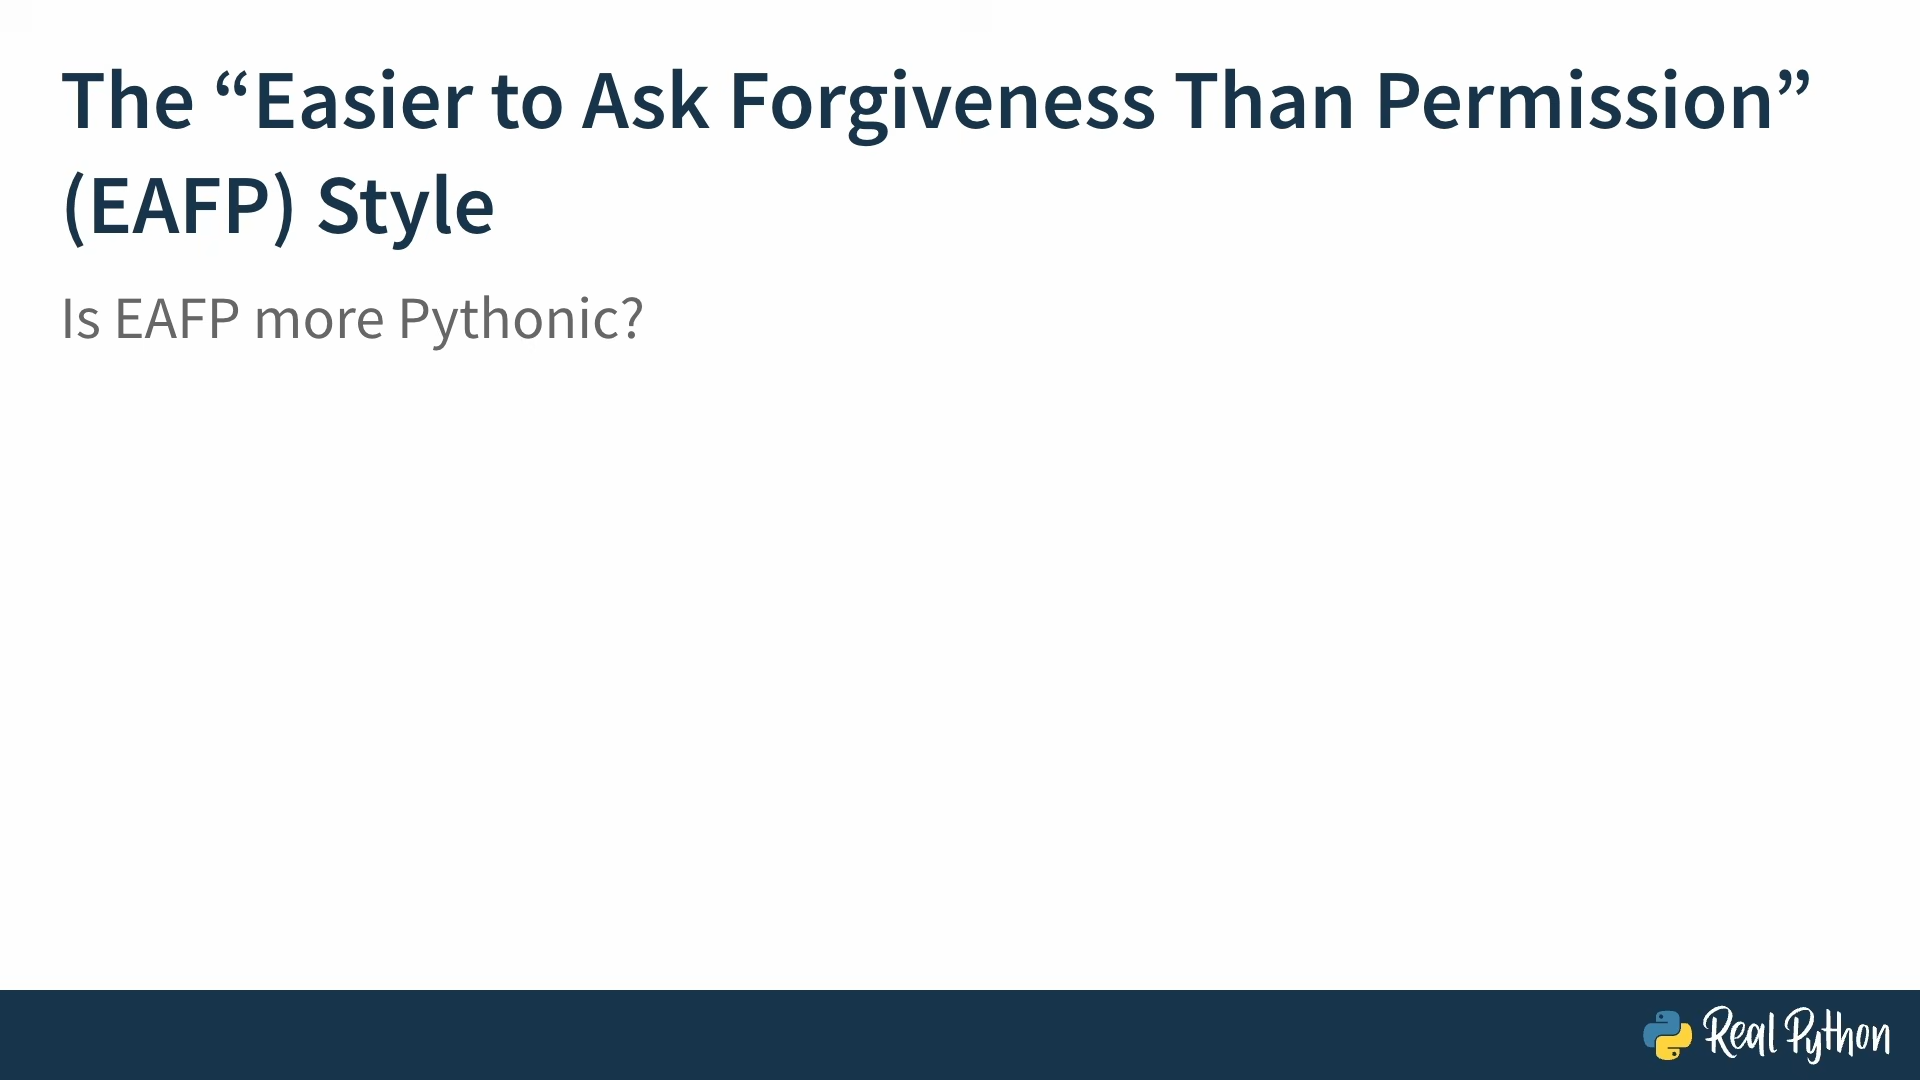 The “Easier to Ask Forgiveness Than Permission”
(EAFP) Style
Is EAFP more Pythonic?
Real Python